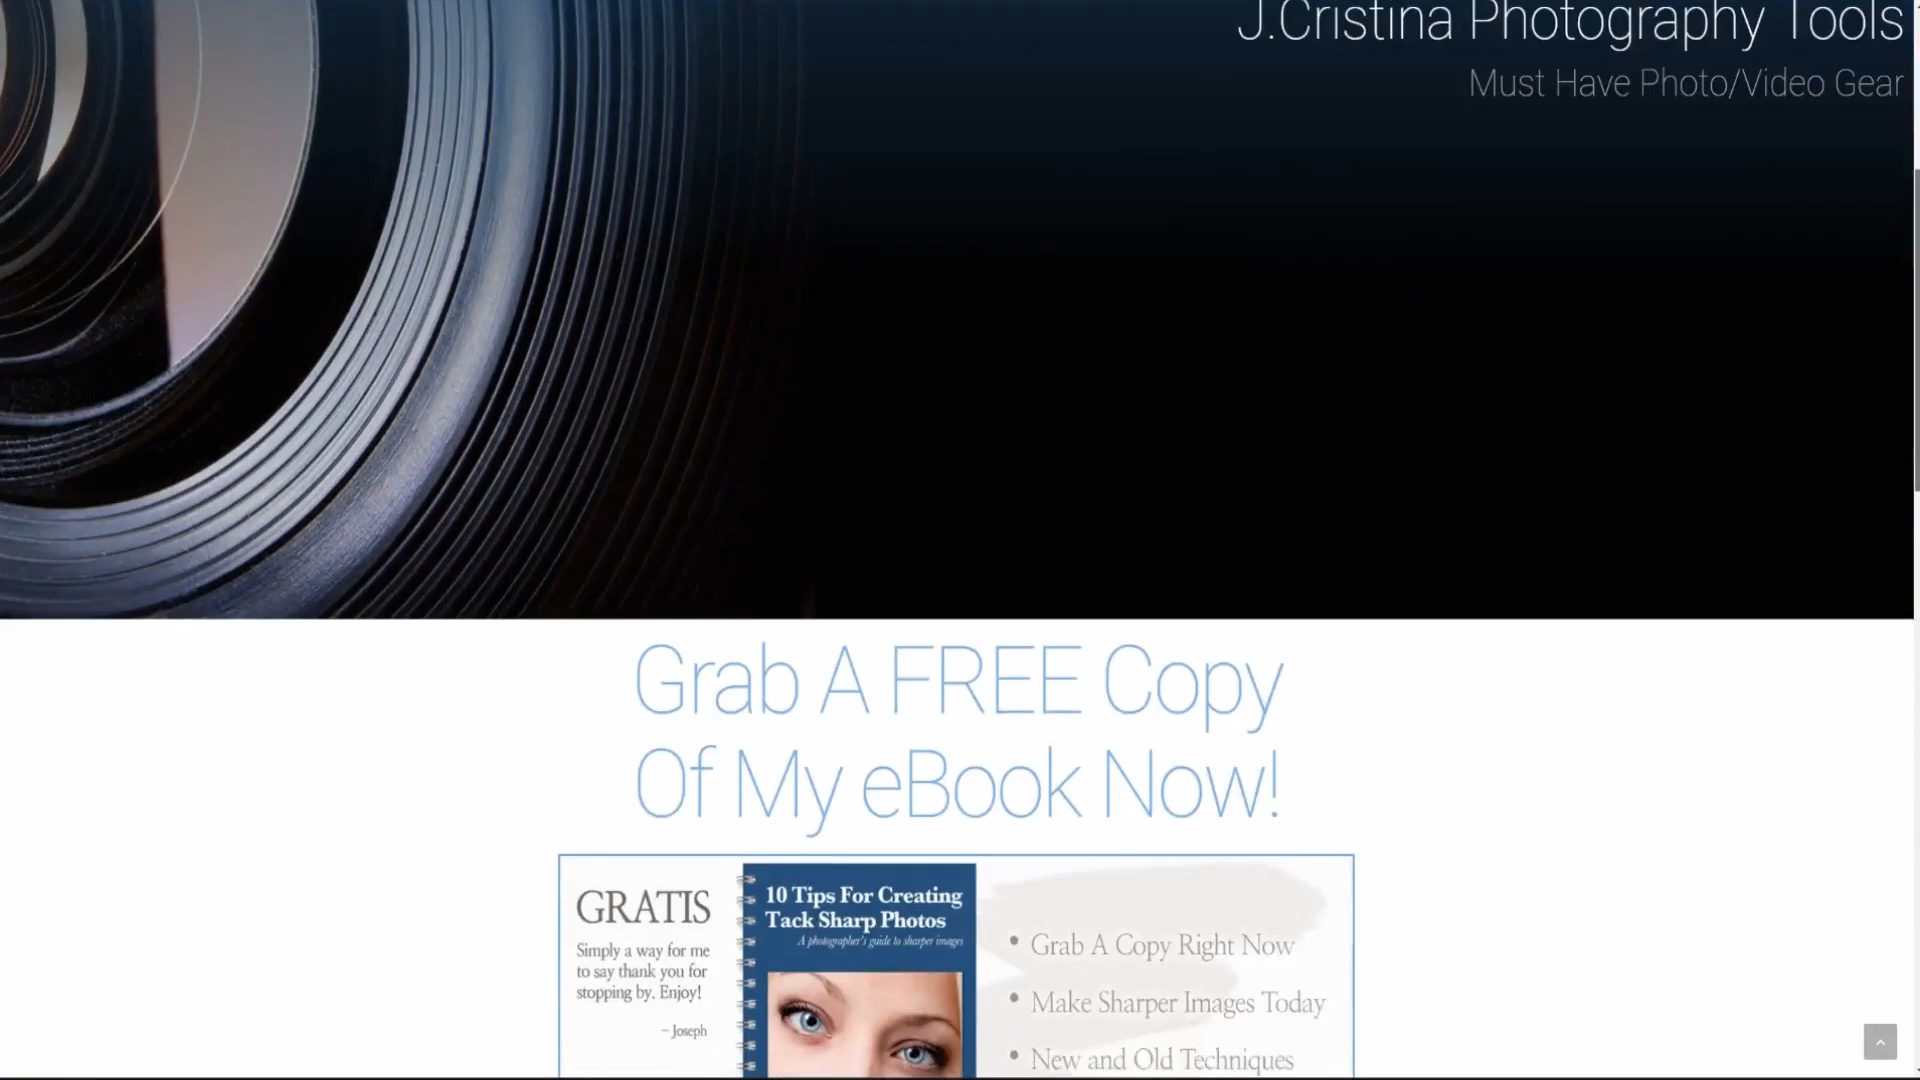 J.Cristina Photography Tools
Must Have Photo/Video Gear
Grab A FREE Copy
Of My eBook Now!
GRATIS
Simply a way for me
to say thank you for
stopping by. Enjoy!
~ Joseph
10 Tips For Creating
Tack Sharp Photos
A photographer's guide to sharper images
• Grab A Copy Right Now
• Make Sharper Images Today
• New and Old Techniques